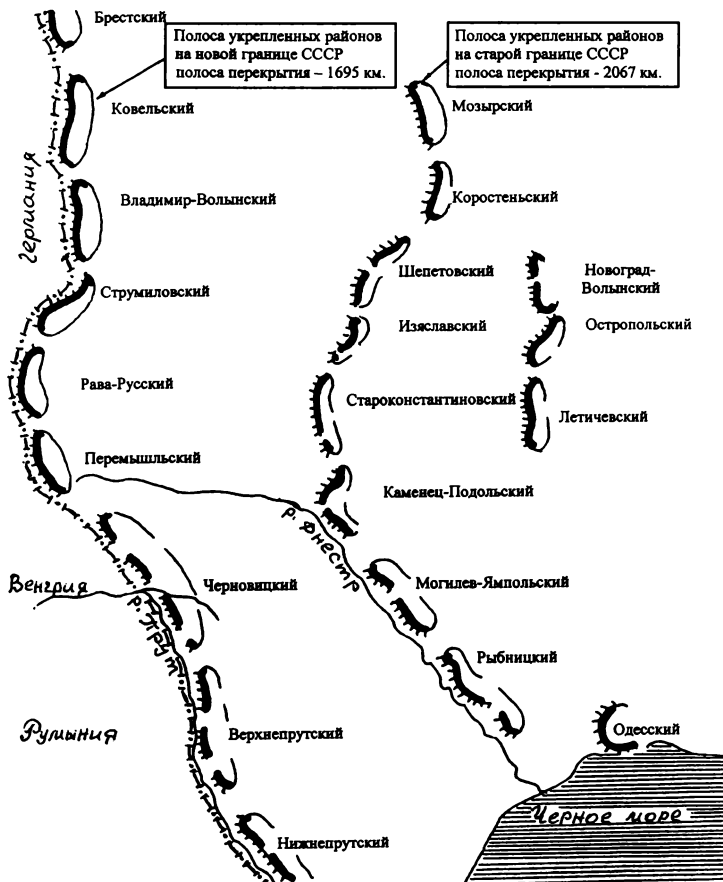 Брестский
Полоса укрепленных районов
на новой границе СССР
полоса перекрытия – 1695 км.
Полоса укрепленных районов
на старой границе СССР
полоса перекрытия - 2067 км.
Ковельский
Мозырский
Германия
Владимир-Волынский
Коростеньский
Струмиловский
Шепетовский
Новоград-
Волынский
Изяславский
Остропольский
Рава-Русский
Староконстантиновский
Летичевский
Перемышльский
Каменец-Подольский
р. Днестр
Венгрия
Черновицкий
Могилев-Ямпольский
р. Прут
Рыбницкий
Румыния
Верхнепрутский
Одесский
Черное море
Нижнепрутский